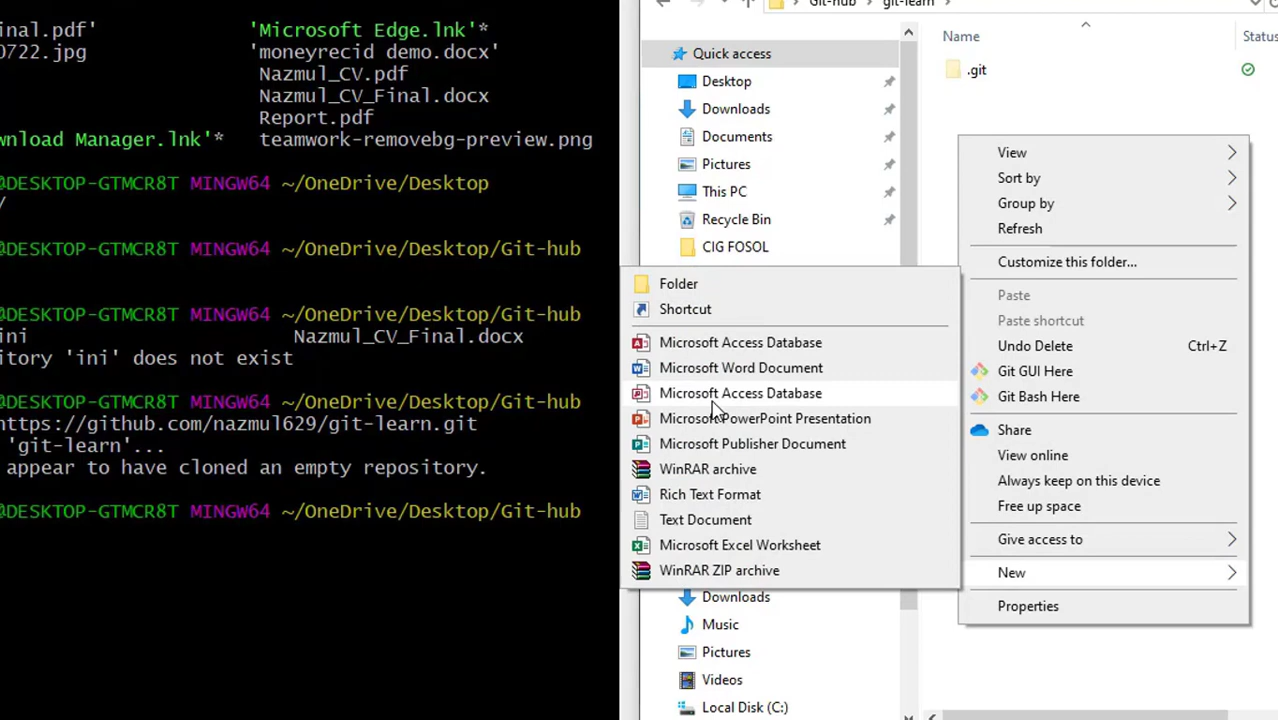 inal.pdf' 'Microsoft Edge.lnk'*
0722.jpg 'moneyrecid demo.docx'
Nazmul_CV.pdf
Nazmul_CV_Final.docx
Report.pdf
wnload Manager.lnk'* teamwork-removebg-preview.png
@DESKTOP-GTMCR8T MINGW64 ~/OneDrive/Desktop
/
@DESKTOP-GTMCR8T MINGW64 ~/OneDrive/Desktop/Git-hub
@DESKTOP-GTMCR8T MINGW64 ~/OneDrive/Desktop/Git-hub
ini Nazmul_CV_Final.docx
itory 'ini' does not exist
@DESKTOP-GTMCR8T MINGW64 ~/OneDrive/Desktop/Git-hub
https://github.com/nazmul629/git-learn.git
'git-learn'...
appear to have cloned an empty repository.
@DESKTOP-GTMCR8T MINGW64 ~/OneDrive/Desktop/Git-hub
Git-hub git-learn
Quick access
Desktop
Downloads
Documents
Pictures
This PC
Recycle Bin
CIG FOSOL
Downloads
Music
Pictures
Videos
Local Disk (C:)
Name Status
.git
Folder
Shortcut
Microsoft Access Database
Microsoft Word Document
Microsoft Access Database
Microsoft PowerPoint Presentation
Microsoft Publisher Document
WinRAR archive
Rich Text Format
Text Document
Microsoft Excel Worksheet
WinRAR ZIP archive
View
Sort by
Group by
Refresh
Customize this folder...
Paste
Paste shortcut
Undo Delete Ctrl+Z
Git GUI Here
Git Bash Here
Share
View online
Always keep on this device
Free up space
Give access to
New
Properties